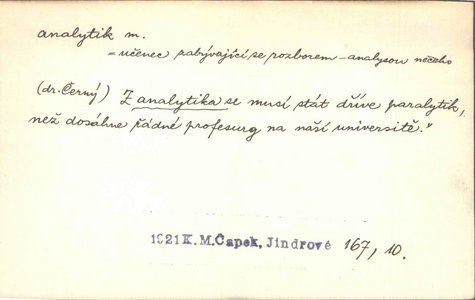 analytik m.
= učenec zabývající se rozborem – analysou něčeho
(dr. Černý) Z analytika se musí stát dříve paralytik,
než dosáhne řádné profesury na naší universitě."
1921 K. M. Čapek, Jindrové 167, 10.